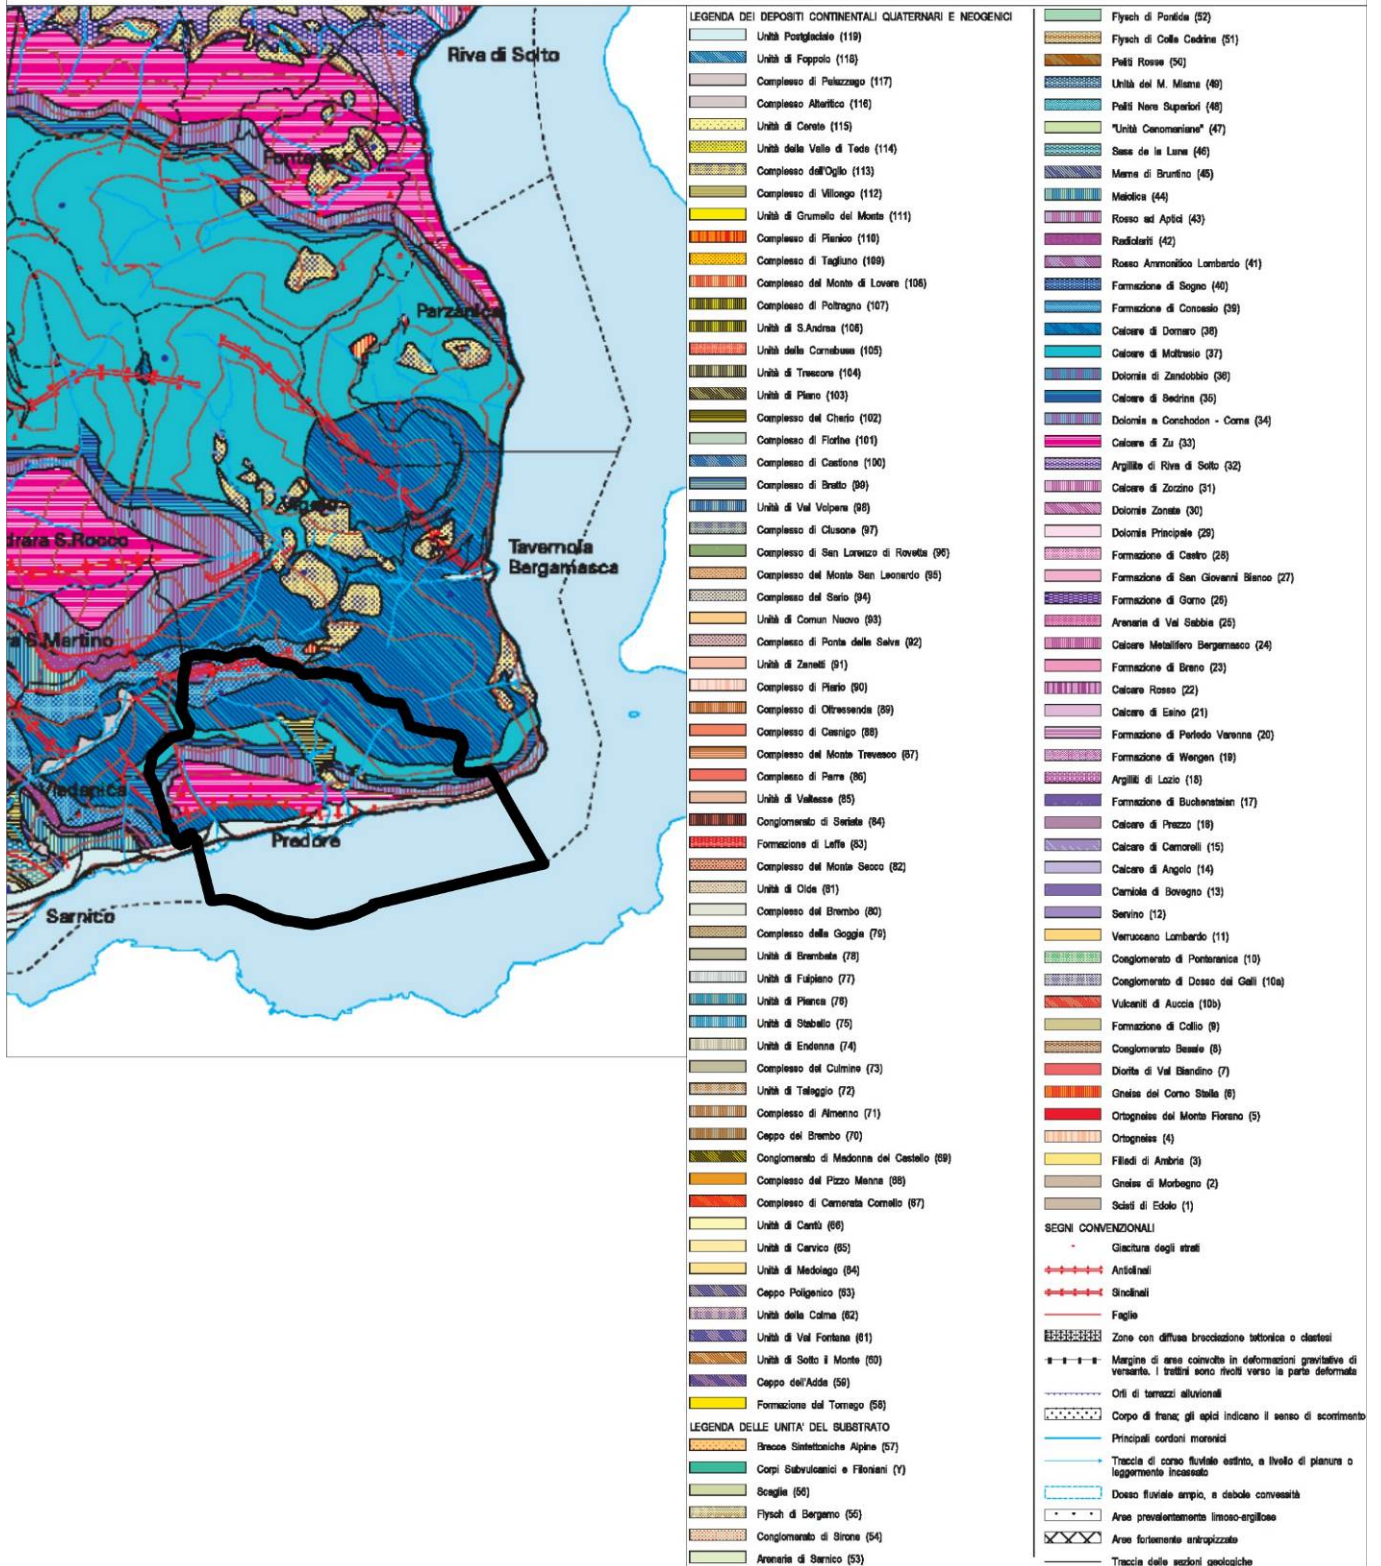 Riva di Solto
Fonteno
Parzanica
Vigolo
drara S.Rocco
Tavernola
Bergamasca
a S.Martino
Viadanica
Predore
Sarnico
LEGENDA DEI DEPOSITI CONTINENTALI QUATERNARI E NEOGENICI
Unità Postglaciale (119)
Unità di Foppolo (118)
Complesso di Palazzago (117)
Complesso Alteritico (116)
Unità di Cerete (115)
Unità della Valle di Tede (114)
Complesso dell'Oglio (113)
Complesso di Villongo (112)
Unità di Grumello del Monte (111)
Complesso di Pianico (110)
Complesso di Tagliuno (109)
Complesso del Monte di Lovere (108)
Complesso di Poltragno (107)
Unità di S.Andrea (106)
Unità della Cornabusa (105)
Unità di Trescore (104)
Unità di Piano (103)
Complesso del Cherio (102)
Complesso di Fiorine (101)
Complesso di Castione (100)
Complesso di Bratto (99)
Unità di Val Volpera (98)
Complesso di Clusone (97)
Complesso di San Lorenzo di Rovetta (96)
Complesso del Monte San Leonardo (95)
Complesso del Serio (94)
Unità di Comun Nuovo (93)
Complesso di Ponte della Selva (92)
Unità di Zanetti (91)
Complesso di Piario (90)
Complesso di Oltressenda (89)
Complesso di Casnigo (88)
Complesso del Monte Trevasco (87)
Complesso di Parre (86)
Unità di Valtesse (85)
Conglomerato di Seriate (84)
Formazione di Leffe (83)
Complesso del Monte Secco (82)
Unità di Olda (81)
Complesso del Brembo (80)
Complesso della Goggia (79)
Unità di Brembate (78)
Unità di Fuipiano (77)
Unità di Pianca (76)
Unità di Stabello (75)
Unità di Endenna (74)
Complesso del Culmine (73)
Unità di Taleggio (72)
Complesso di Almenno (71)
Ceppo del Brembo (70)
Conglomerato di Madonna del Castello (69)
Complesso del Pizzo Menna (68)
Complesso di Camerata Cornello (67)
Unità di Cantù (66)
Unità di Carvico (65)
Unità di Medolago (64)
Ceppo Poligenico (63)
Unità della Colma (62)
Unità di Val Fontana (61)
Unità di Sotto il Monte (60)
Ceppo dell'Adda (59)
Formazione del Tornago (58)
LEGENDA DELLE UNITA' DEL SUBSTRATO
Brecce Sintettoniche Alpine (57)
Corpi Subvulcanici e Filoniani (Y)
Scaglia (56)
Flysch di Bergamo (55)
Conglomerato di Sirone (54)
Arenaria di Sarnico (53)
Flysch di Pontida (52)
Flysch di Colle Cedrina (51)
Peliti Rosse (50)
Unità del M. Misma (49)
Peliti Nere Superiori (48)
"Unità Cenomaniane" (47)
Sass de la Luna (46)
Marne di Bruntino (45)
Maiolica (44)
Rosso ad Aptici (43)
Radiolariti (42)
Rosso Ammonitico Lombardo (41)
Formazione di Sogno (40)
Formazione di Concesio (39)
Calcare di Domaro (38)
Calcare di Moltrasio (37)
Dolomia di Zandobbio (36)
Calcare di Sedrina (35)
Dolomia a Conchodon - Corna (34)
Calcare di Zu (33)
Argillite di Riva di Solto (32)
Calcare di Zorzino (31)
Dolomie Zonate (30)
Dolomia Principale (29)
Formazione di Castro (28)
Formazione di San Giovanni Bianco (27)
Formazione di Gorno (26)
Arenaria di Val Sabbia (25)
Calcare Metallifero Bergamasco (24)
Formazione di Breno (23)
Calcare Rosso (22)
Calcare di Esino (21)
Formazione di Perledo Varenna (20)
Formazione di Wengen (19)
Argilliti di Lozio (18)
Formazione di Buchenstein (17)
Calcare di Prezzo (16)
Calcare di Camorelli (15)
Calcare di Angolo (14)
Carniola di Bovegno (13)
Servino (12)
Verrucano Lombardo (11)
Conglomerato di Ponteranica (10)
Conglomerato di Dosso dei Galli (10a)
Vulcaniti di Auccia (10b)
Formazione di Collio (9)
Conglomerato Basale (8)
Diorite di Val Biandino (7)
Gneiss del Corno Stella (6)
Ortogneiss del Monte Fiorano (5)
Ortogneiss (4)
Filladi di Ambria (3)
Gneiss di Morbegno (2)
Scisti di Edolo (1)
SEGNI CONVENZIONALI
Giacitura degli strati
Anticlinali
Sinclinali
Faglie
Zone con diffusa brecciazione tettonica o clastesi
Margine di aree coinvolte in deformazioni gravitative di
versante. I trattini sono rivolti verso la parte deformata
Orli di terrazzi alluvionali
Corpo di frana; gli apici indicano il senso di scorrimento
Principali cordoni morenici
Traccia di corso fluviale estinto, a livello di pianura o
leggermente incassato
Dosso fluviale ampio, a debole convessità
Aree prevalentemente limoso-argillose
Aree fortemente antropizzate
Traccia delle sezioni geologiche